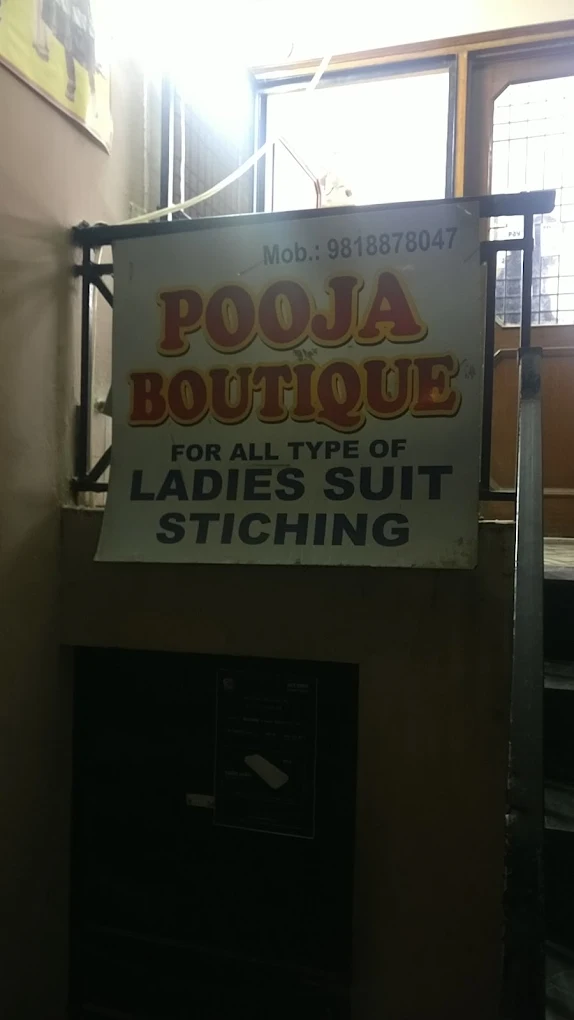 Mob.: 9818878047
POOJA
BOUTIQUE
FOR ALL TYPE OF
LADIES SUIT
STICHING